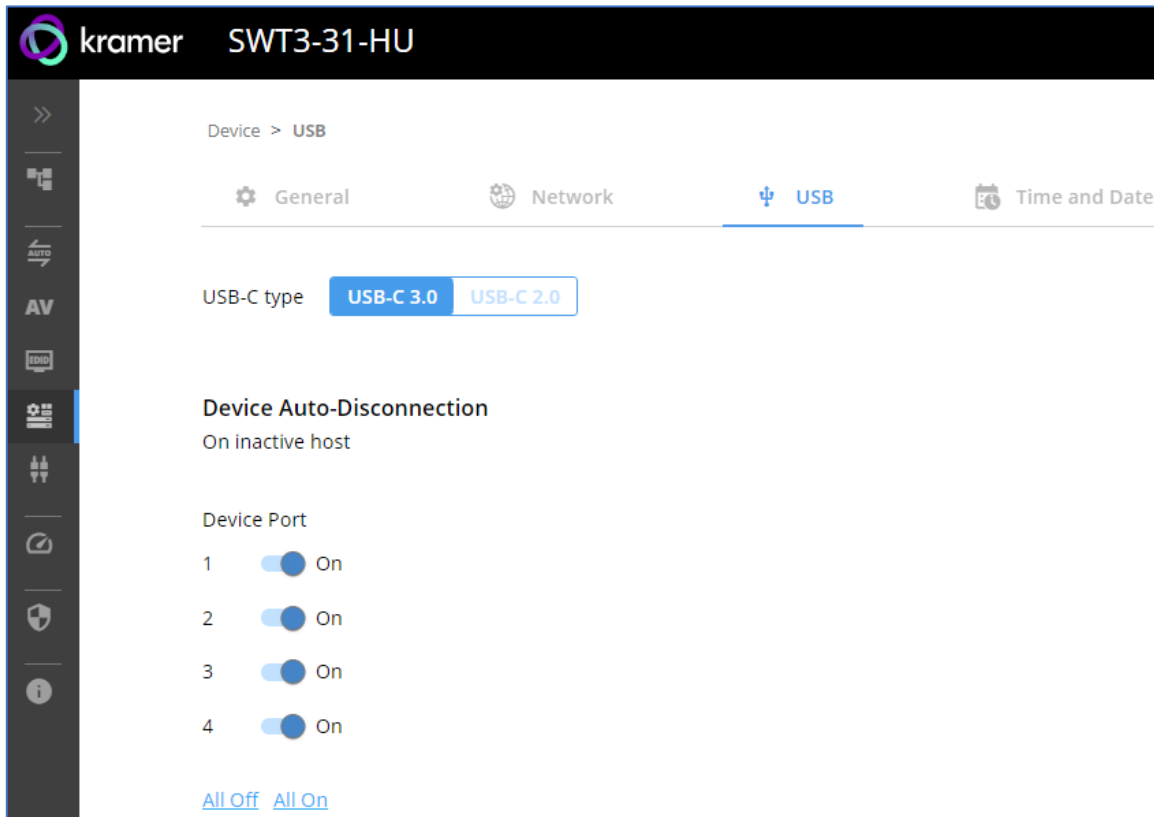 kramer SWT3-31-HU
Device > USB
General Network USB Time and Date
USB-C type USB-C 3.0 USB-C 2.0
AUTO
AV
EDID
Device Auto-Disconnection
On inactive host
Device Port
1 On
2 On
3 On
4 On
All Off All On